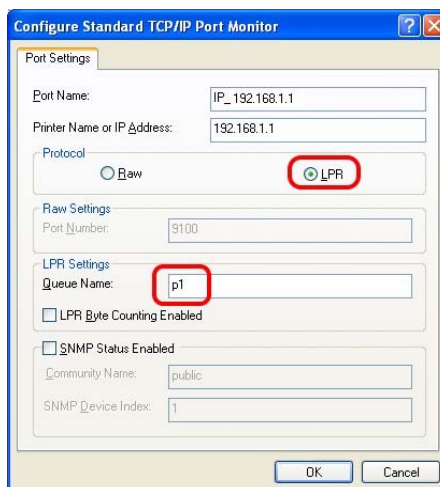 Configure Standard TCP/IP Port Monitor
Port Settings
Port Name: IP_192.168.1.1
Printer Name or IP Address: 192.168.1.1
Protocol
Raw LPR
Raw Settings
Port Number: 9100
LPR Settings
Queue Name: p1
LPR Byte Counting Enabled
SNMP Status Enabled
Community Name: public
SNMP Device Index: 1
OK Cancel